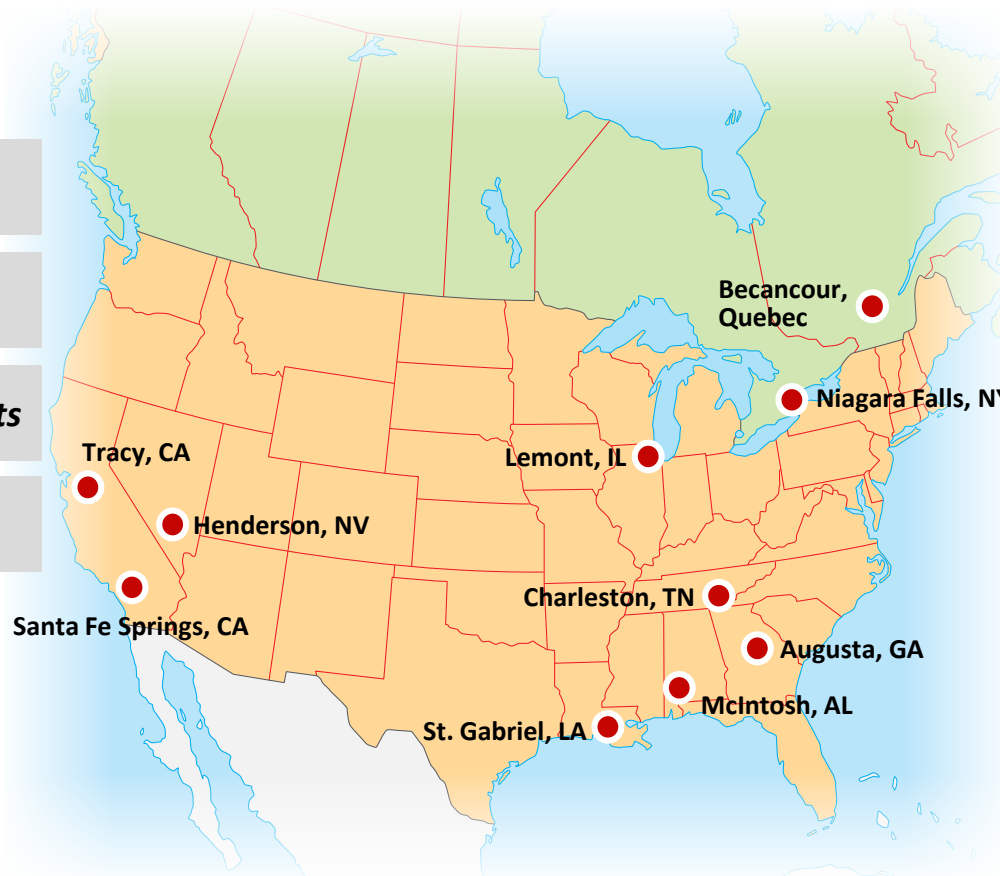 Becancour,
Quebec
Niagara Falls, NY
ts
Tracy, CA
Lemont, IL
Henderson, NV
Charleston, TN
Santa Fe Springs, CA
Augusta, GA
McIntosh, AL
St. Gabriel, LA